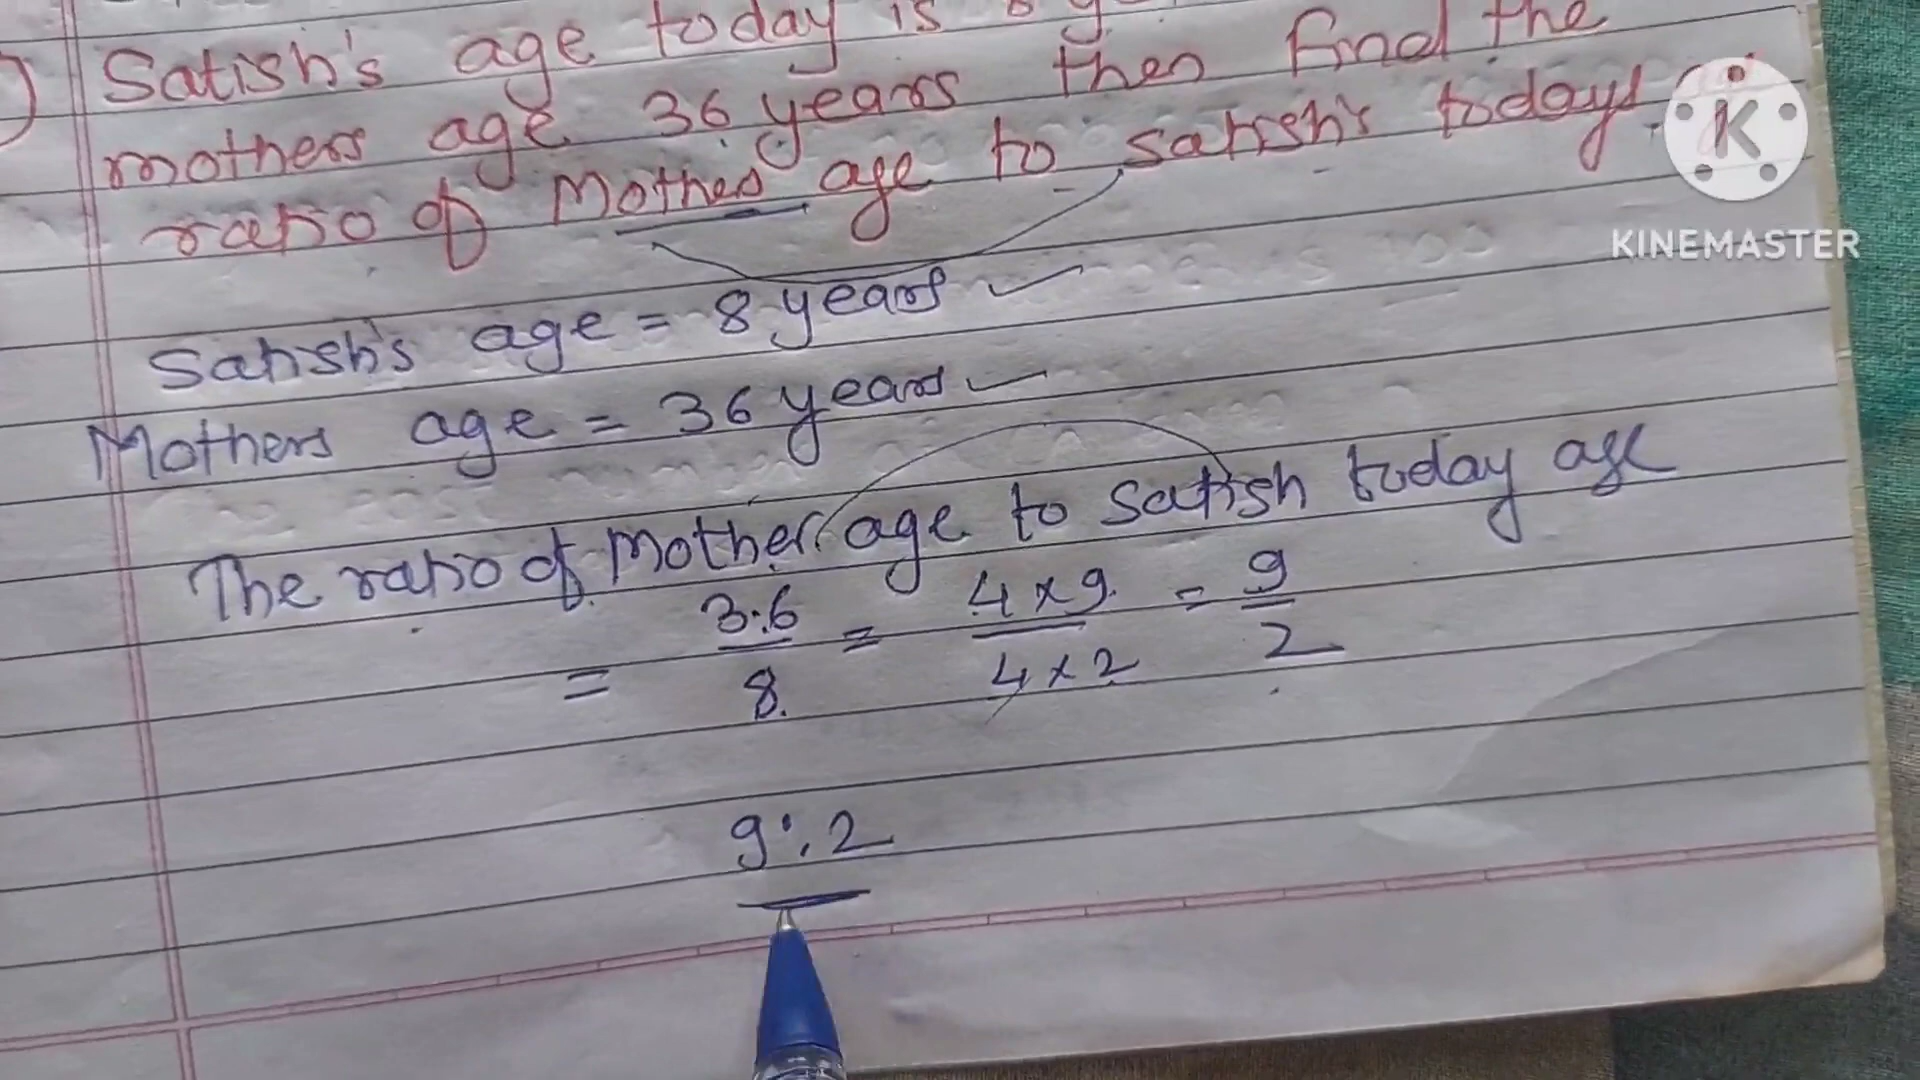 Satish's age today is 8
mothers age 36 years then find the
ratio of Mother age to satish's todays
KINEMASTER
Satish's age = 8 years
Mothers age = 36 years
The ratio of Mother age to Satish today age
= 36/8 = 4×9/4×2 = 9/2
9:2